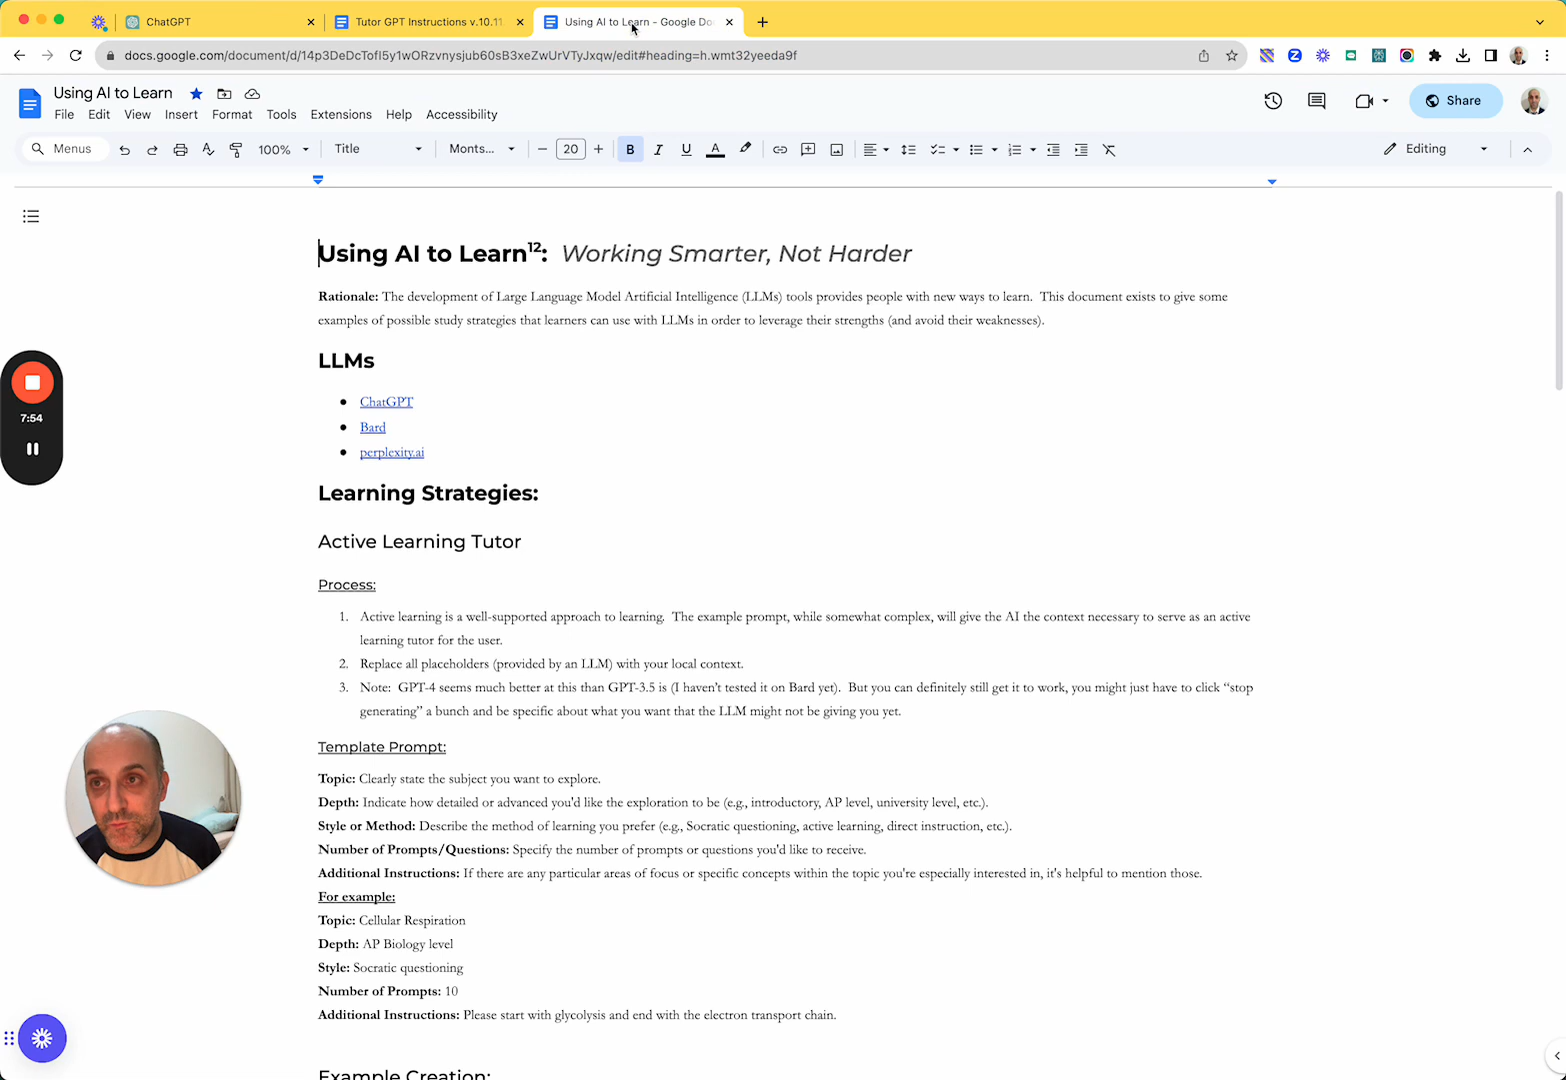 ChatGPT
Tutor GPT Instructions v.10.11
Using AI to Learn - Google Do
docs.google.com/document/d/14p3DeDcTofI5y1wORzvnysjub60sB3xeZwUrVTyJxqw/edit#heading=h.wmt32yeeda9f
Using AI to Learn
File Edit View Insert Format Tools Extensions Help Accessibility
Share
Menus 100% Title Monts... 20 B I U A Editing
Using AI to Learn12: Working Smarter, Not Harder
Rationale: The development of Large Language Model Artificial Intelligence (LLMs) tools provides people with new ways to learn. This document exists to give some
examples of possible study strategies that learners can use with LLMs in order to leverage their strengths (and avoid their weaknesses).
LLMs
● ChatGPT
● Bard
● perplexity.ai
7:54
Learning Strategies:
Active Learning Tutor
Process:
1. Active learning is a well-supported approach to learning. The example prompt, while somewhat complex, will give the AI the context necessary to serve as an active
learning tutor for the user.
2. Replace all placeholders (provided by an LLM) with your local context.
3. Note: GPT-4 seems much better at this than GPT-3.5 is (I haven't tested it on Bard yet). But you can definitely still get it to work, you might just have to click “stop
generating” a bunch and be specific about what you want that the LLM might not be giving you yet.
Template Prompt:
Topic: Clearly state the subject you want to explore.
Depth: Indicate how detailed or advanced you'd like the exploration to be (e.g., introductory, AP level, university level, etc.).
Style or Method: Describe the method of learning you prefer (e.g., Socratic questioning, active learning, direct instruction, etc.).
Number of Prompts/Questions: Specify the number of prompts or questions you'd like to receive.
Additional Instructions: If there are any particular areas of focus or specific concepts within the topic you're especially interested in, it's helpful to mention those.
For example:
Topic: Cellular Respiration
Depth: AP Biology level
Style: Socratic questioning
Number of Prompts: 10
Additional Instructions: Please start with glycolysis and end with the electron transport chain.
Example Creation: